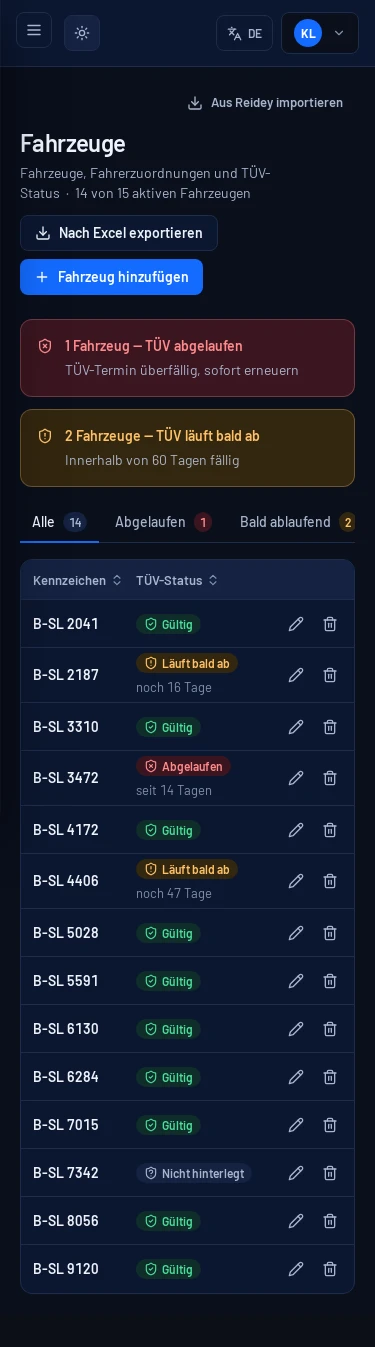 DE
KL
Aus Reidey importieren
Fahrzeuge
Fahrzeuge, Fahrerzuordnungen und TÜV-
Status · 14 von 15 aktiven Fahrzeugen
Nach Excel exportieren
Fahrzeug hinzufügen
1 Fahrzeug — TÜV abgelaufen
TÜV-Termin überfällig, sofort erneuern
2 Fahrzeuge — TÜV läuft bald ab
Innerhalb von 60 Tagen fällig
Alle 14 Abgelaufen 1 Bald ablaufend 2
Kennzeichen TÜV-Status
B-SL 2041 Gültig
B-SL 2187 Läuft bald ab
noch 16 Tage
B-SL 3310 Gültig
B-SL 3472 Abgelaufen
seit 14 Tagen
B-SL 4172 Gültig
B-SL 4406 Läuft bald ab
noch 47 Tage
B-SL 5028 Gültig
B-SL 5591 Gültig
B-SL 6130 Gültig
B-SL 6284 Gültig
B-SL 7015 Gültig
B-SL 7342 Nicht hinterlegt
B-SL 8056 Gültig
B-SL 9120 Gültig